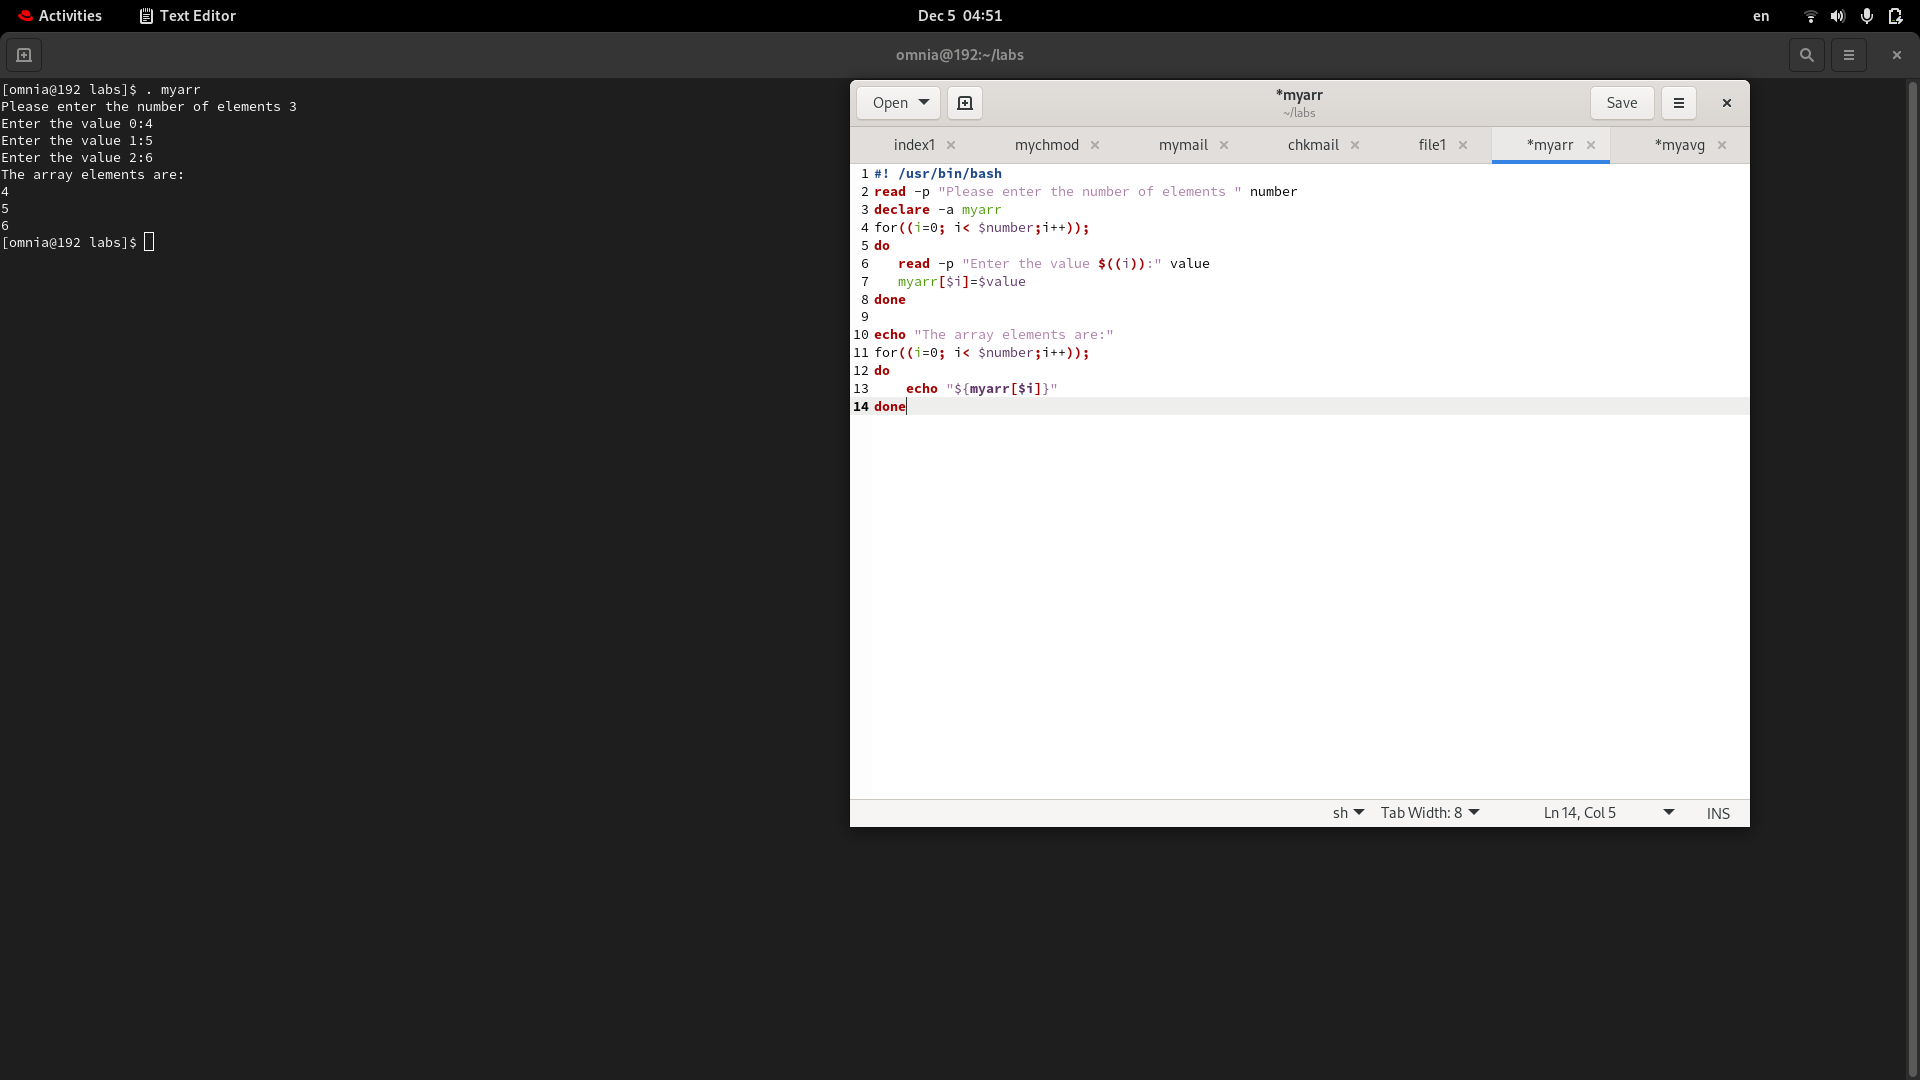 Activities Text Editor Dec 5 04:51 en
omnia@192:~/labs
[omnia@192 labs]$ . myarr
Please enter the number of elements 3
Enter the value 0:4
Enter the value 1:5
Enter the value 2:6
The array elements are:
4
5
6
[omnia@192 labs]$
Open *myarr Save
~/labs
index1 mychmod mymail chkmail file1 *myarr *myavg
1 #! /usr/bin/bash
2 read -p "Please enter the number of elements " number
3 declare -a myarr
4 for((i=0; i< $number;i++));
5 do
6    read -p "Enter the value $((i)):" value
7    myarr[$i]=$value
8 done
9
10 echo "The array elements are:"
11 for((i=0; i< $number;i++));
12 do
13     echo "${myarr[$i]}"
14 done
sh Tab Width: 8 Ln 14, Col 5 INS